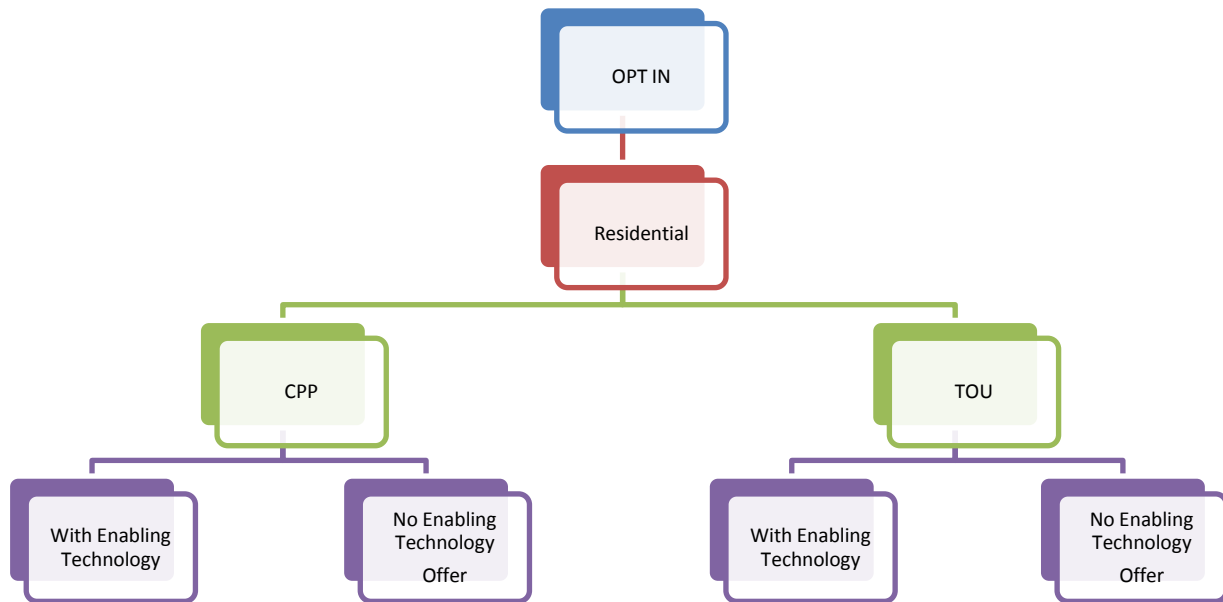 OPT IN
Residential
CPP
TOU
With Enabling
Technology
No Enabling
Technology
Offer
With Enabling
Technology
No Enabling
Technology
Offer